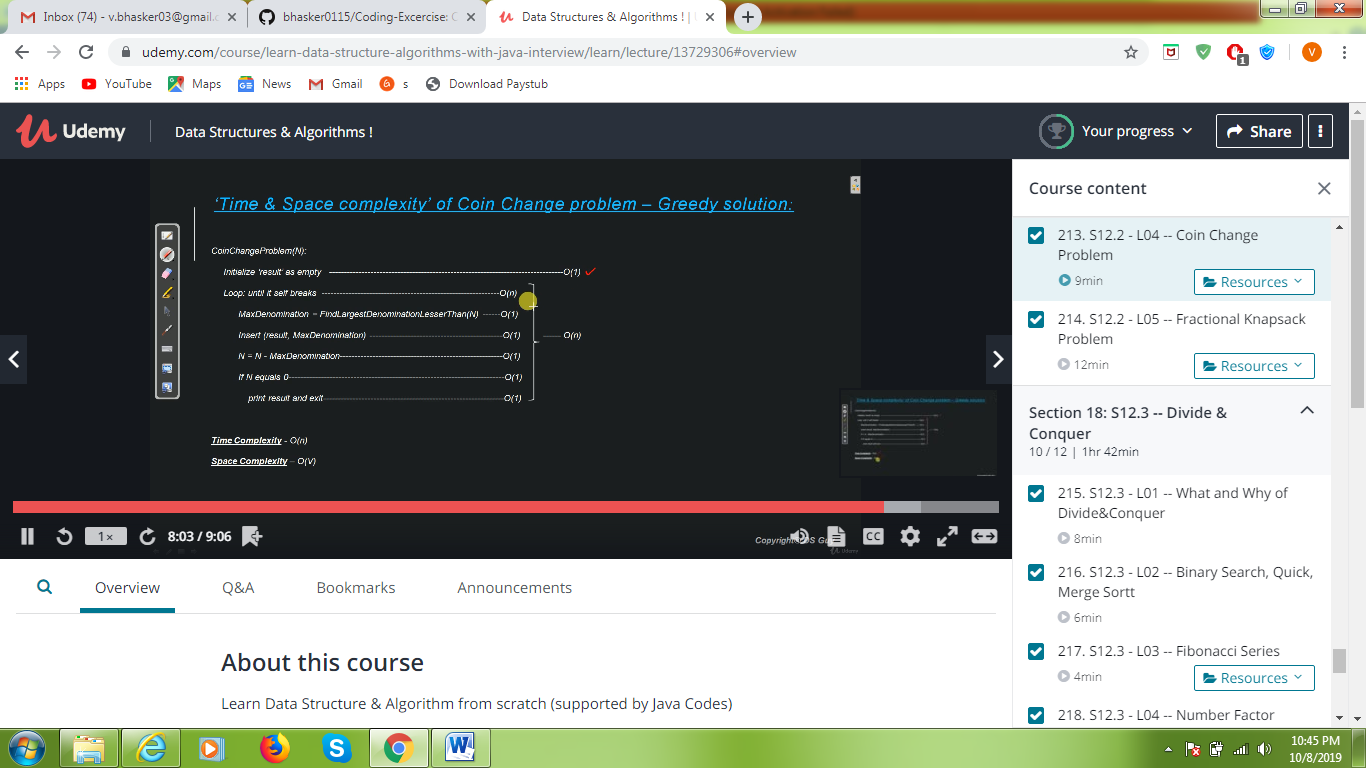 Inbox (74) - v.bhasker03@gmail.c
bhasker0115/Coding-Excercise: C
Data Structures & Algorithms ! |
udemy.com/course/learn-data-structure-algorithms-with-java-interview/learn/lecture/13729306#overview
1
V
Apps YouTube Maps News Gmail s Download Paystub
Udemy
Data Structures & Algorithms !
Your progress
Share
'Time & Space complexity' of Coin Change problem – Greedy solution:
CoinChangeProblem(N):
Initialize 'result' as empty ---O(1)
Loop: until it self breaks ---O(n)
MaxDenomination = FindLargestDenominationLesserThan(N) ------O(1)
Insert (result, MaxDenomination) ---O(1)
O(n)
N = N - MaxDenomination---O(1)
If N equals 0---O(1)
print result and exit---O(1)
Time Complexity - O(n)
Space Complexity – O(V)
1x
8:03 / 9:06
CC
Udemy
Overview
Q&A
Bookmarks
Announcements
About this course
Learn Data Structure & Algorithm from scratch (supported by Java Codes)
Course content
213. S12.2 - L04 -- Coin Change
Problem
9min
Resources
214. S12.2 - L05 -- Fractional Knapsack
Problem
12min
Resources
Section 18: S12.3 -- Divide &
Conquer
10 / 12 | 1hr 42min
215. S12.3 - L01 -- What and Why of
Divide&Conquer
8min
216. S12.3 - L02 -- Binary Search, Quick,
Merge Sortt
6min
217. S12.3 - L03 -- Fibonacci Series
4min
Resources
218. S12.3 - L04 -- Number Factor
10:45 PM
10/8/2019